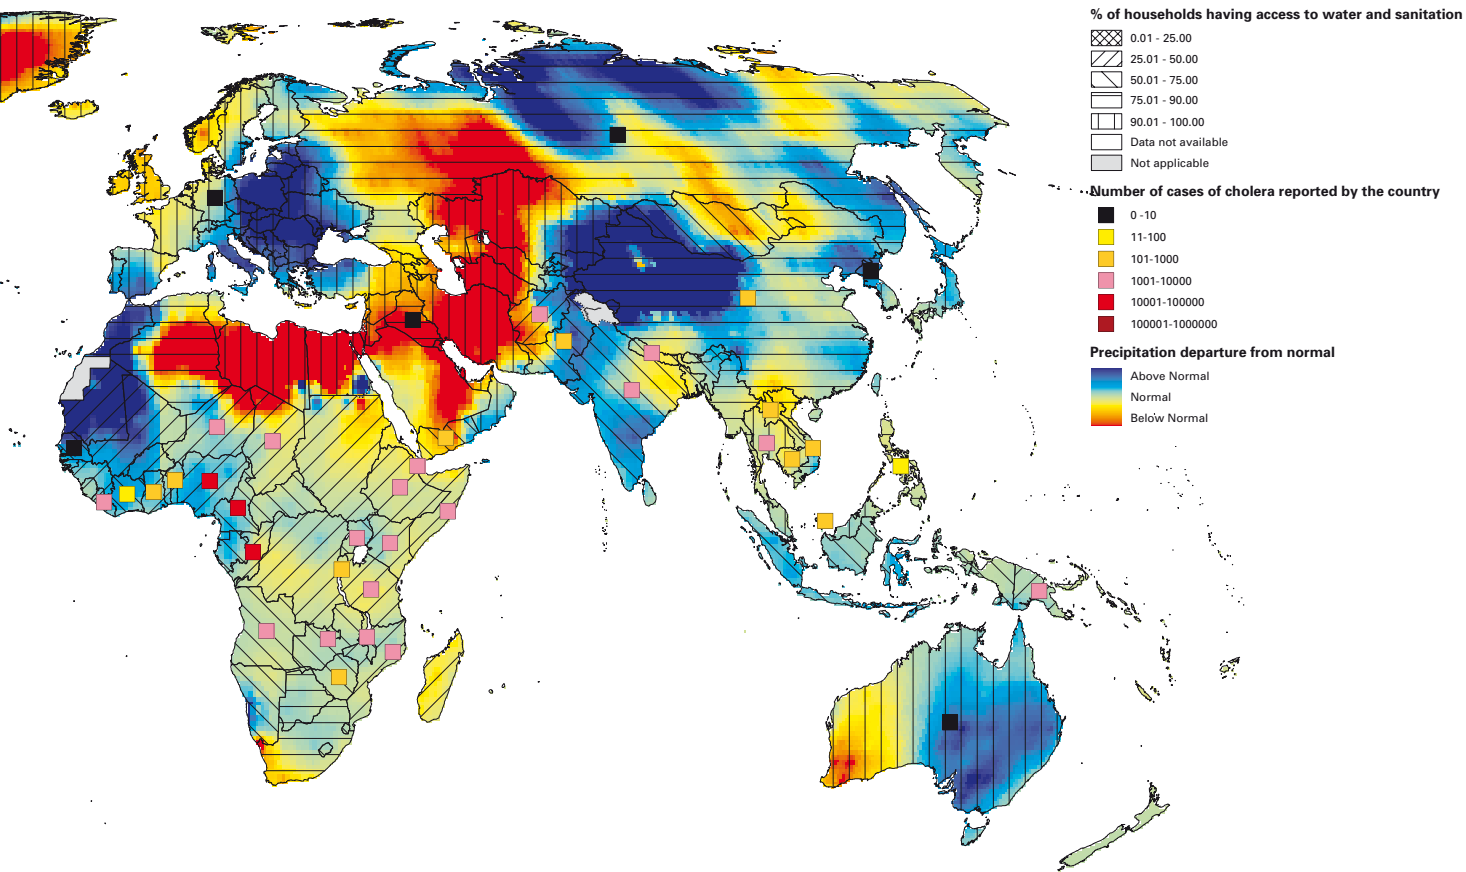 % of households having access to water and sanitation
0.01 - 25.00
25.01 - 50.00
50.01 - 75.00
75.01 - 90.00
90.01 - 100.00
Data not available
Not applicable
Number of cases of cholera reported by the country
0 -10
11-100
101-1000
1001-10000
10001-100000
100001-1000000
Precipitation departure from normal
Above Normal
Normal
Below Normal